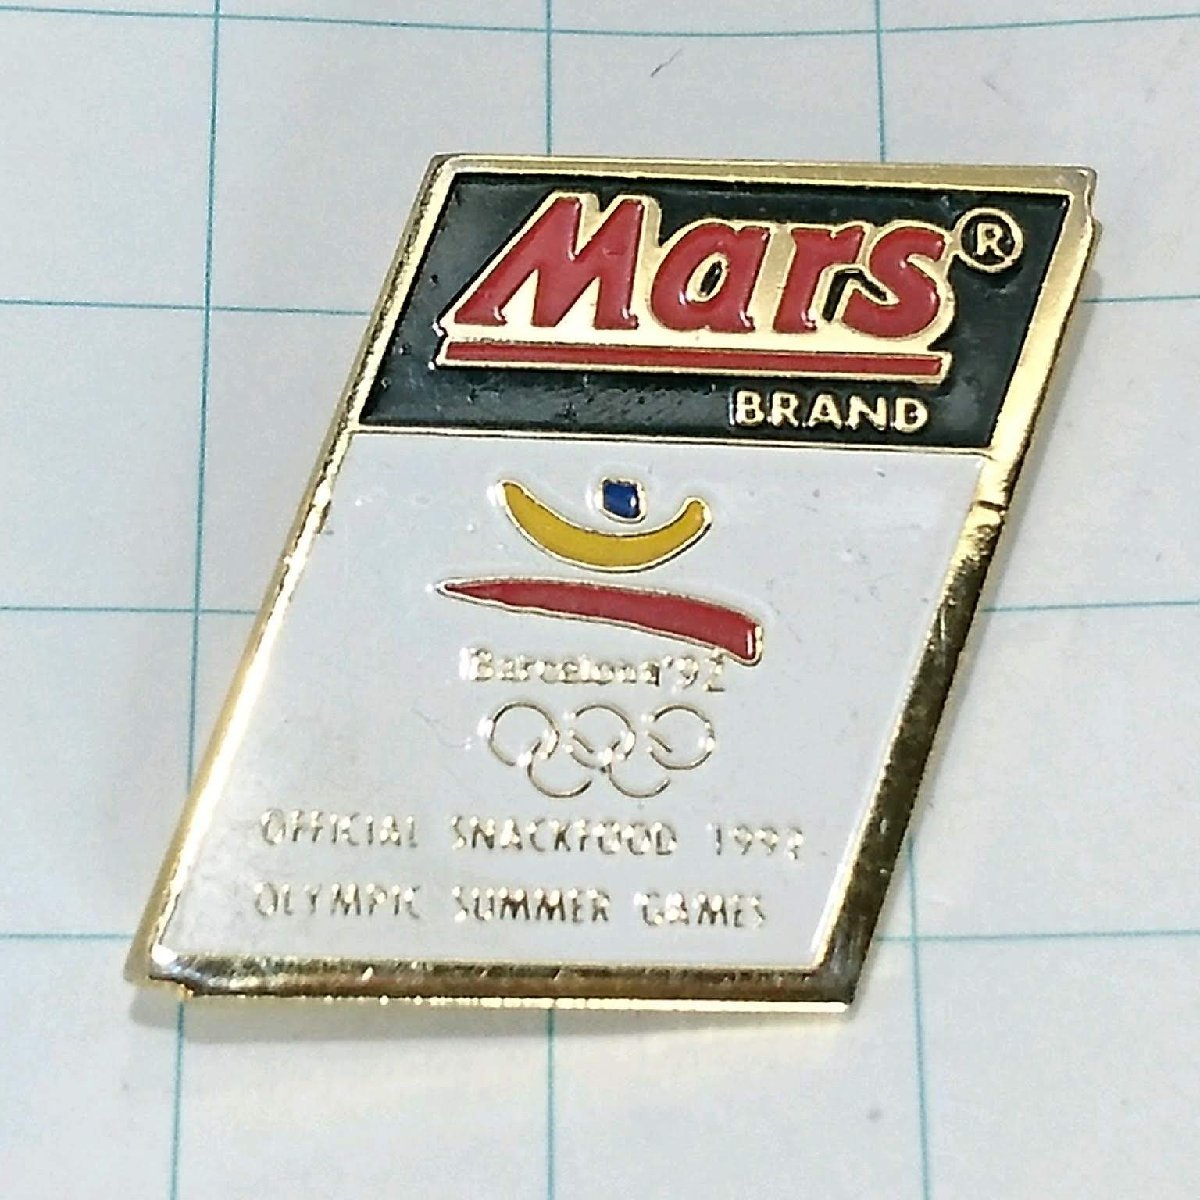 Mars®
BRAND
Barcelona'92
OFFICIAL SNACKFOOD 1992
OLYMPIC SUMMER GAMES